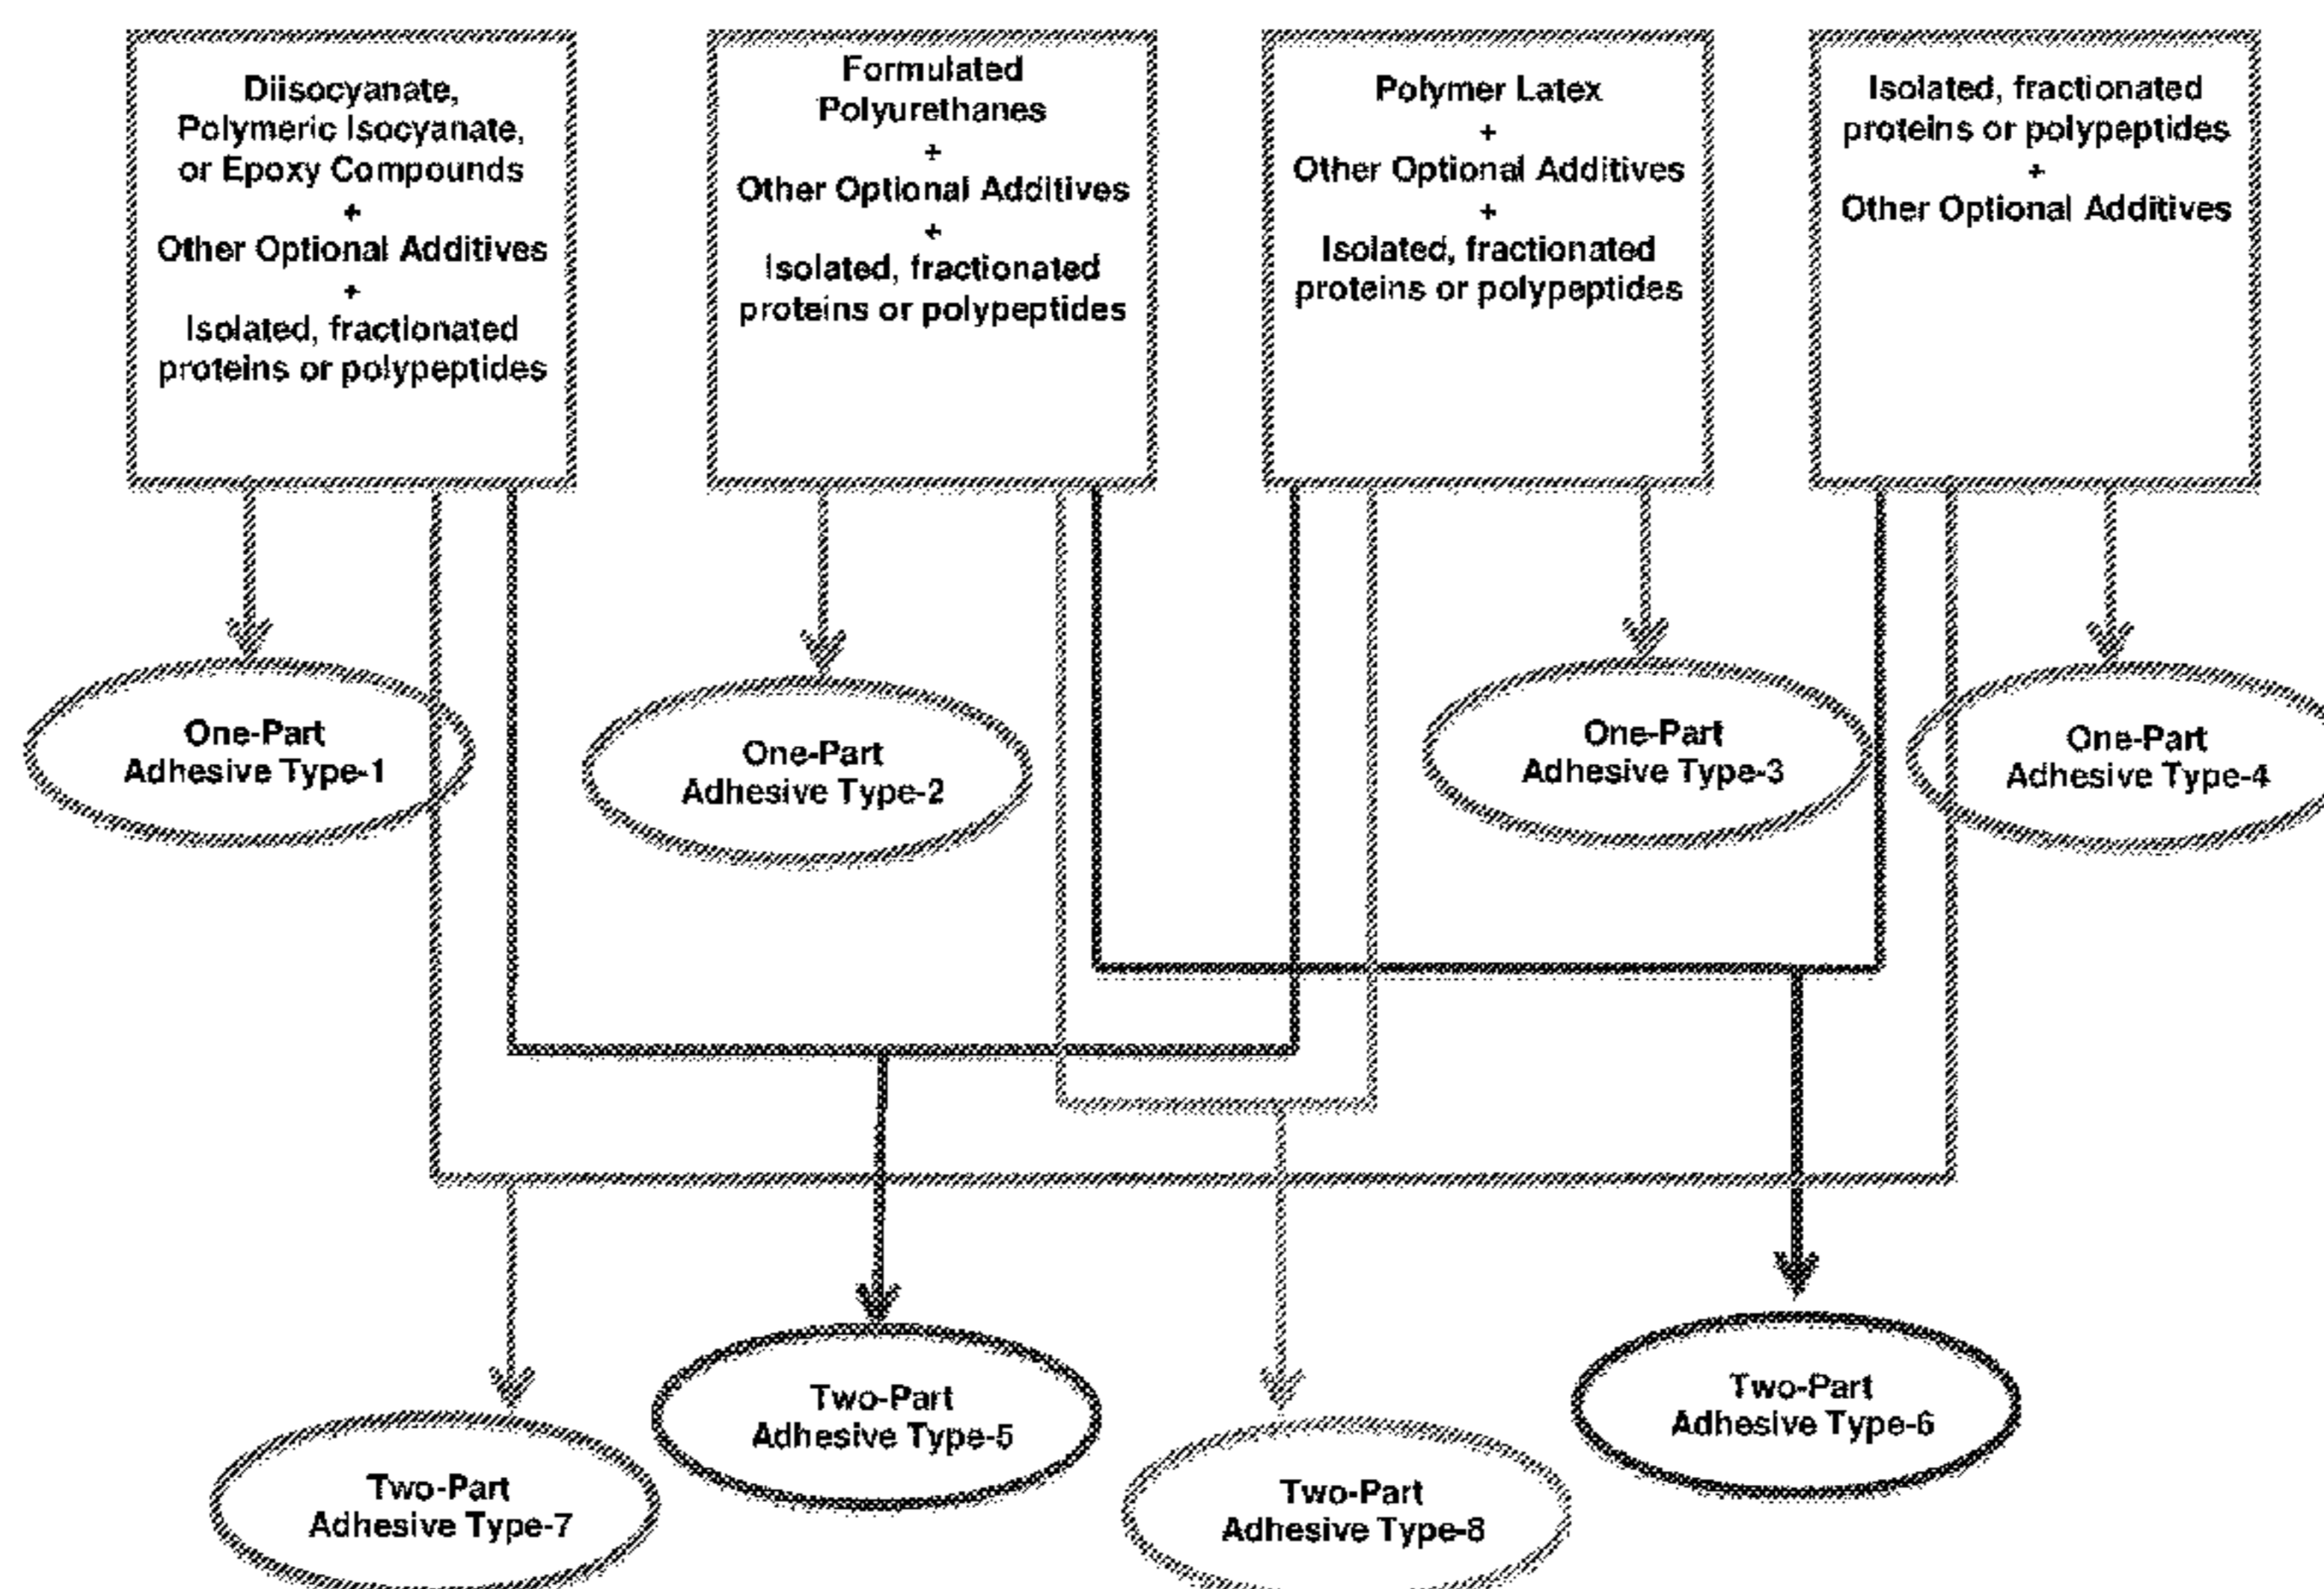 Diisocyanate,
Polymeric Isocyanate,
or Epoxy Compounds
+
Other Optional Additives
+
Isolated, fractionated
proteins or polypeptides
Formulated
Polyurethanes
+
Other Optional Additives
+
Isolated, fractionated
proteins or polypeptides
Polymer Latex
+
Other Optional Additives
+
Isolated, fractionated
proteins or polypeptides
Isolated, fractionated
proteins or polypeptides
+
Other Optional Additives
One-Part
Adhesive Type-1
One-Part
Adhesive Type-2
One-Part
Adhesive Type-3
One-Part
Adhesive Type-4
Two-Part
Adhesive Type-7
Two-Part
Adhesive Type-5
Two-Part
Adhesive Type-8
Two-Part
Adhesive Type-6